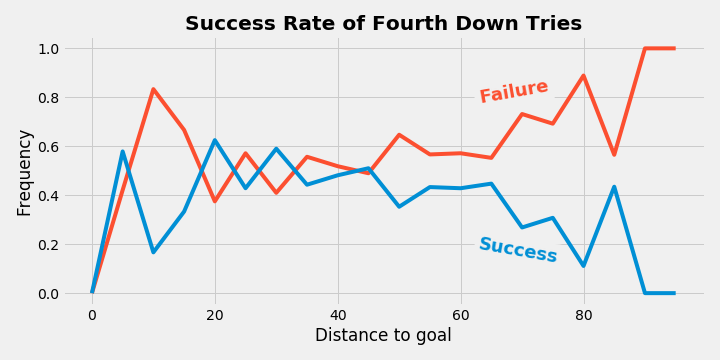 Success Rate of Fourth Down Tries
1.0
0.8
0.6
0.4
0.2
0.0
Frequency
Failure
Success
0 20 40 60 80
Distance to goal